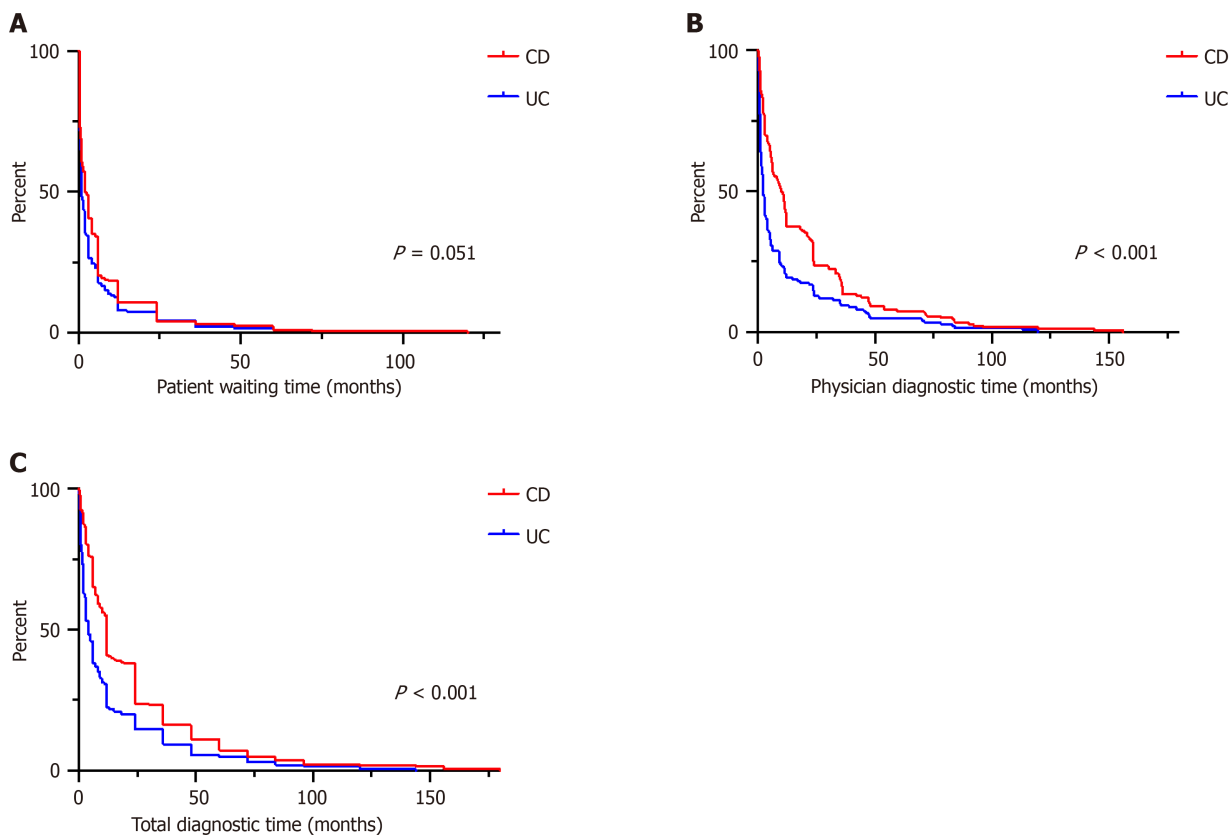 A
100
50
0
Percent
CD
UC
P = 0.051
0
50
100
Patient waiting time (months)
B
100
50
0
Percent
CD
UC
P < 0.001
0
50
100
150
Physician diagnostic time (months)
C
100
50
0
Percent
CD
UC
P < 0.001
0
50
100
150
Total diagnostic time (months)